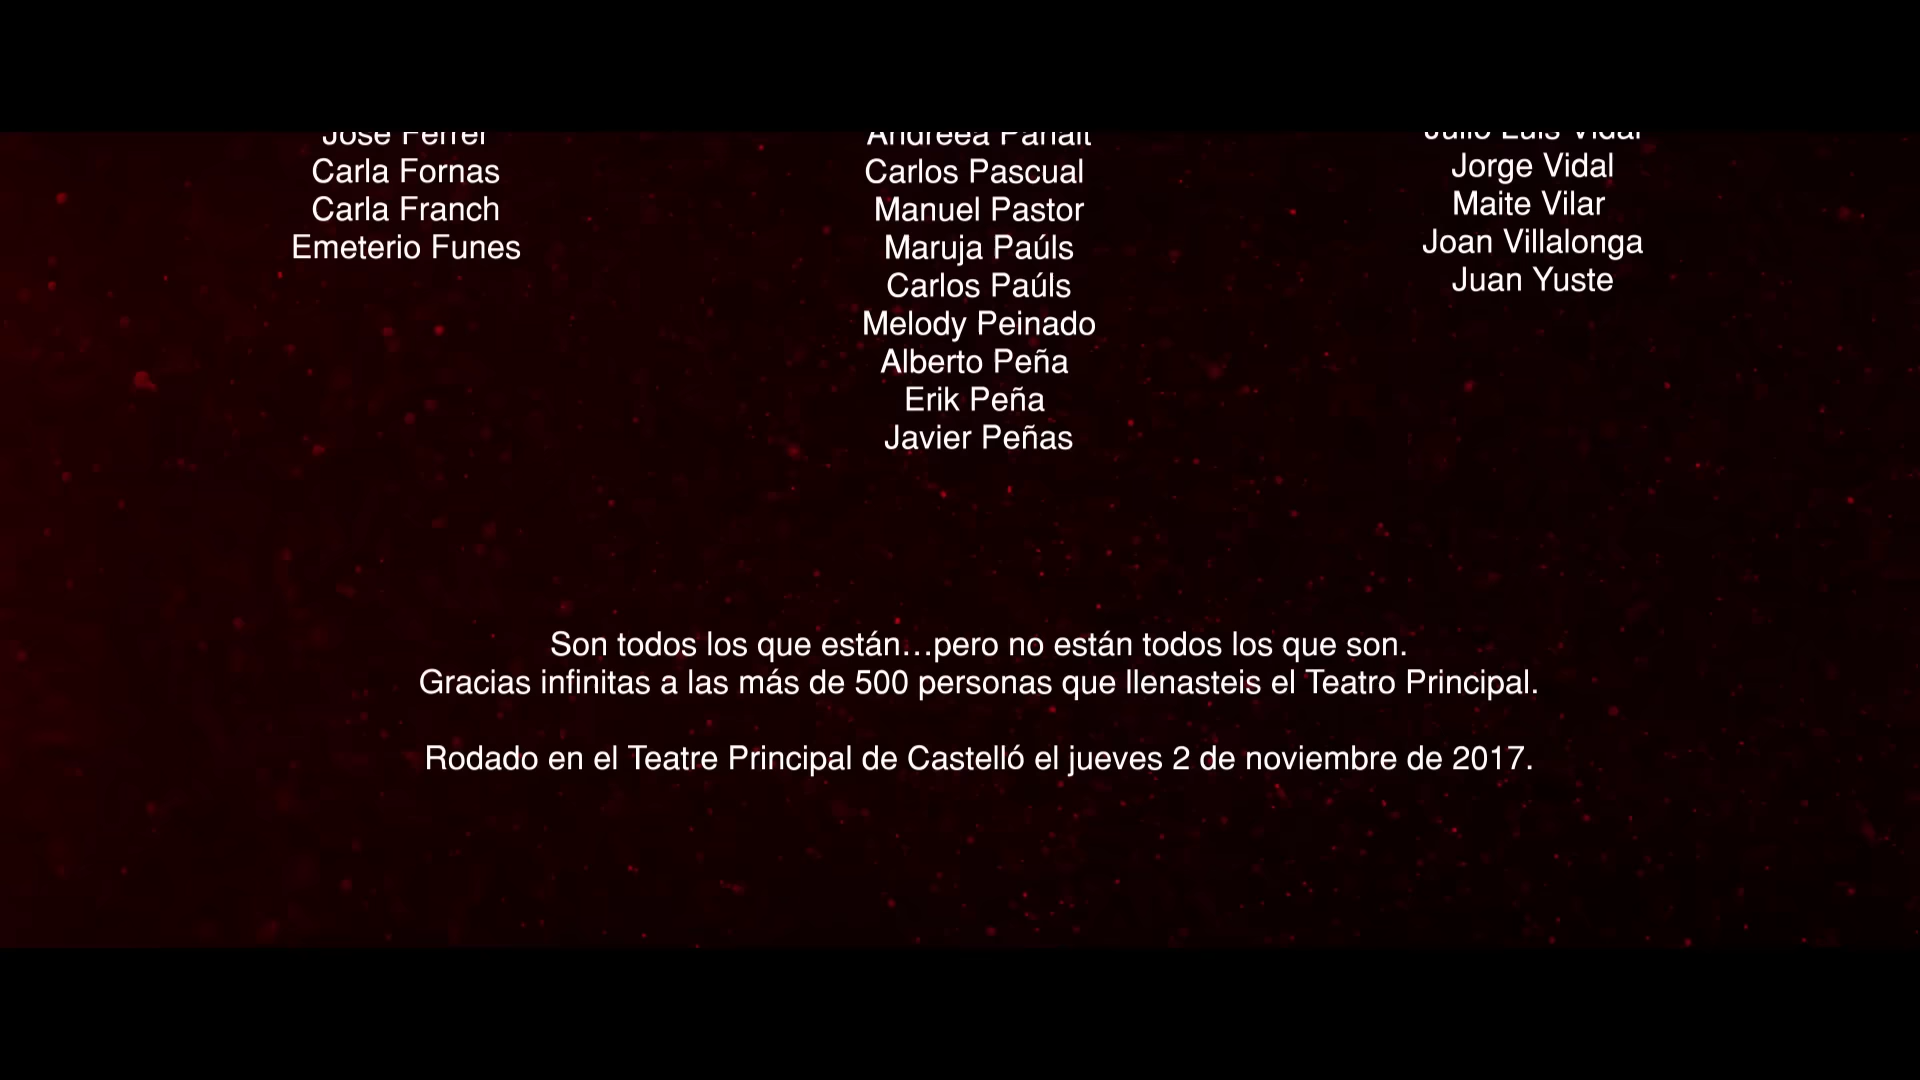 Carla Fornas
Carla Franch
Emeterio Funes
Carlos Pascual
Manuel Pastor
Maruja Paúls
Carlos Paúls
Melody Peinado
Alberto Peña
Erik Peña
Javier Peñas
Jorge Vidal
Maite Vilar
Joan Villalonga
Juan Yuste
Son todos los que están…pero no están todos los que son.
Gracias infinitas a las más de 500 personas que llenasteis el Teatro Principal.
Rodado en el Teatre Principal de Castelló el jueves 2 de noviembre de 2017.